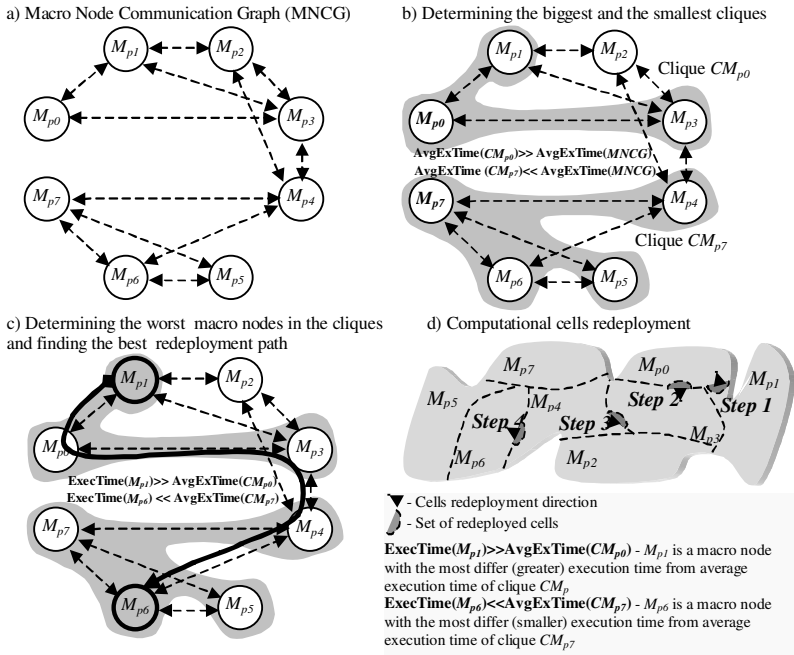 a) Macro Node Communication Graph (MNCG)
Mp1
Mp2
Mp0
Mp3
Mp7
Mp4
Mp6
Mp5
b) Determining the biggest and the smallest cliques
Mp1
Mp2
Clique CMp0
Mp0
Mp3
AvgExTime(CMp0)>> AvgExTime(MNCG)
AvgExTime (CMp7)<< AvgExTime(MNCG)
Mp7
Mp4
Clique CMp7
Mp6
Mp5
c) Determining the worst macro nodes in the cliques
and finding the best redeployment path
Mp1
Mp2
Mp0
Mp3
ExecTime(Mp1)>> AvgExTime(CMp0)
ExecTime(Mp6) << AvgExTime(CMp7)
Mp7
Mp4
Mp6
Mp5
d) Computational cells redeployment
Mp7
Mp0
Mp1
Mp5
Mp4
Step 2
Step 1
Step 4
Step 3
Mp3
Mp6
Mp2
- Cells redeployment direction
- Set of redeployed cells
ExecTime(Mp1)>>AvgExTime(CMp0) - Mp1 is a macro node
with the most differ (greater) execution time from average
execution time of clique CMp
ExecTime(Mp6)<<AvgExTime(CMp7) - Mp6 is a macro node
with the most differ (smaller) execution time from average
execution time of clique CMp7